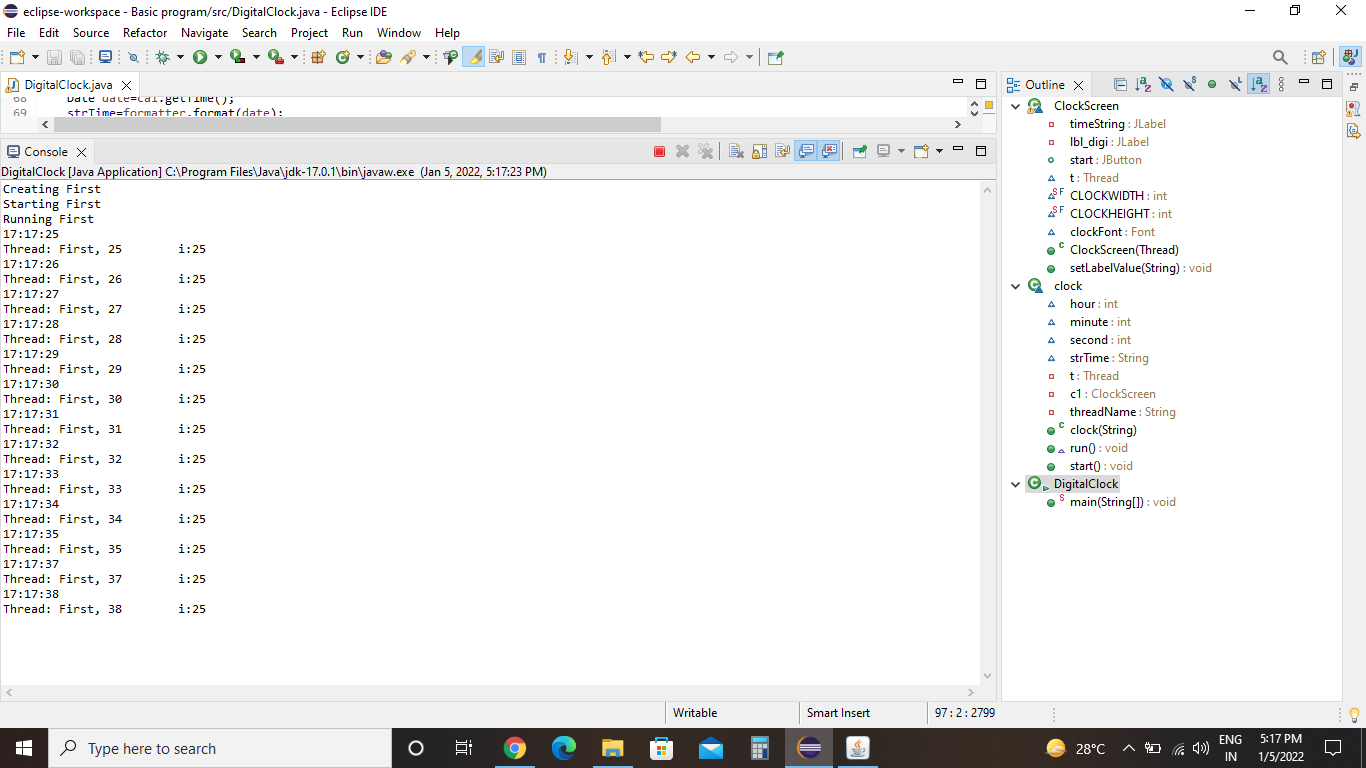 eclipse-workspace - Basic program/src/DigitalClock.java - Eclipse IDE
File Edit Source Refactor Navigate Search Project Run Window Help
DigitalClock.java
68 Date date=cal.getTime();
69 strTime=formatter.format(date);
Console
DigitalClock [Java Application] C:\Program Files\Java\jdk-17.0.1\bin\javaw.exe (Jan 5, 2022, 5:17:23 PM)
Creating First
Starting First
Running First
17:17:25
Thread: First, 25 i:25
17:17:26
Thread: First, 26 i:25
17:17:27
Thread: First, 27 i:25
17:17:28
Thread: First, 28 i:25
17:17:29
Thread: First, 29 i:25
17:17:30
Thread: First, 30 i:25
17:17:31
Thread: First, 31 i:25
17:17:32
Thread: First, 32 i:25
17:17:33
Thread: First, 33 i:25
17:17:34
Thread: First, 34 i:25
17:17:35
Thread: First, 35 i:25
17:17:37
Thread: First, 37 i:25
17:17:38
Thread: First, 38 i:25
Outline
ClockScreen
timeString : JLabel
lbl_digi : JLabel
start : JButton
t : Thread
CLOCKWIDTH : int
CLOCKHEIGHT : int
clockFont : Font
ClockScreen(Thread)
setLabelValue(String) : void
clock
hour : int
minute : int
second : int
strTime : String
t : Thread
c1 : ClockScreen
threadName : String
clock(String)
run() : void
start() : void
DigitalClock
main(String[]) : void
Writable Smart Insert 97 : 2 : 2799
Type here to search
28°C
ENG
IN
5:17 PM
1/5/2022